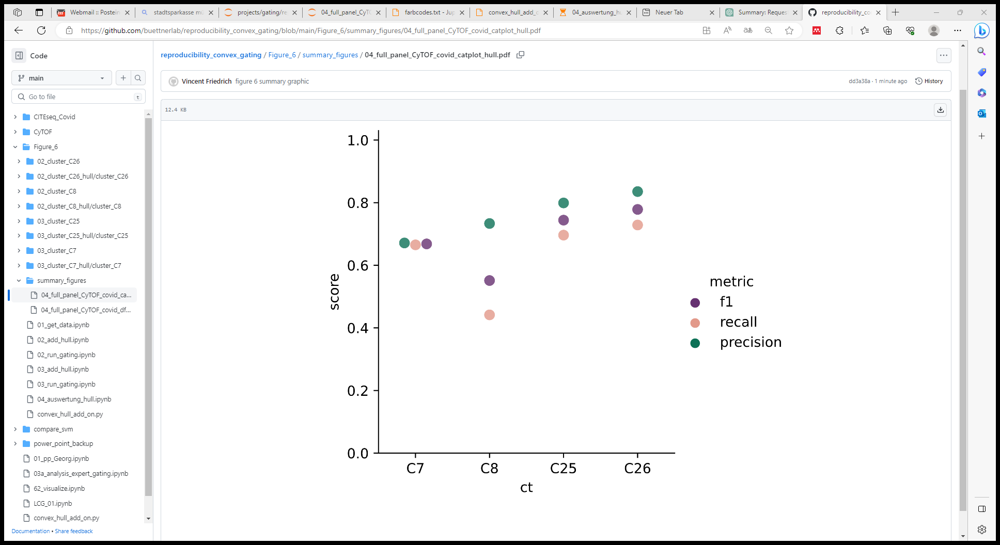 Webmail :: Postein
stadtsparkasse mü
projects/gating/re
04_full_panel_CyTO
farbcodes.txt - Jup
convex_hull_add_o
04_auswertung_hu
Neuer Tab
Summary: Reques
reproducibility_co
https://github.com/buettnerlab/reproducibility_convex_gating/blob/main/Figure_6/summary_figures/04_full_panel_CyTOF_covid_catplot_hull.pdf
Code
main
Go to file
t
CITEseq_Covid
CyTOF
Figure_6
02_cluster_C26
02_cluster_C26_hull/cluster_C26
02_cluster_C8
02_cluster_C8_hull/cluster_C8
03_cluster_C25
03_cluster_C25_hull/cluster_C25
03_cluster_C7
03_cluster_C7_hull/cluster_C7
summary_figures
04_full_panel_CyTOF_covid_ca...
04_full_panel_CyTOF_covid_df...
01_get_data.ipynb
02_add_hull.ipynb
02_run_gating.ipynb
03_add_hull.ipynb
03_run_gating.ipynb
04_auswertung_hull.ipynb
convex_hull_add_on.py
compare_svm
power_point_backup
01_pp_Georg.ipynb
03a_analysis_expert_gating.ipynb
62_visualize.ipynb
LCG_01.ipynb
convex_hull_add_on.py
Documentation • Share feedback
reproducibility_convex_gating / Figure_6 / summary_figures / 04_full_panel_CyTOF_covid_catplot_hull.pdf
Vincent Friedrich figure 6 summary graphic
dd3a38a · 1 minute ago
History
12.4 KB
1.0
0.8
0.6
0.4
0.2
0.0
score
C7
C8
C25
C26
ct
metric
f1
recall
precision